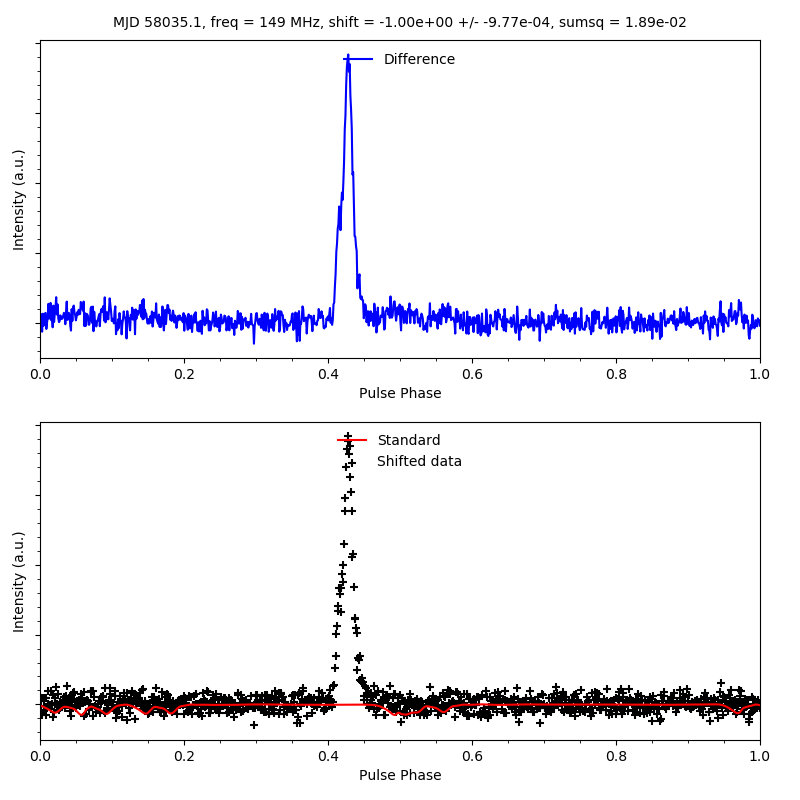 MJD 58035.1, freq = 149 MHz, shift = -1.00e+00 +/- -9.77e-04, sumsq = 1.89e-02
Difference
Intensity (a.u.)
0.0 0.2 0.4 0.6 0.8 1.0
Pulse Phase
Standard
Shifted data
Intensity (a.u.)
0.0 0.2 0.4 0.6 0.8 1.0
Pulse Phase